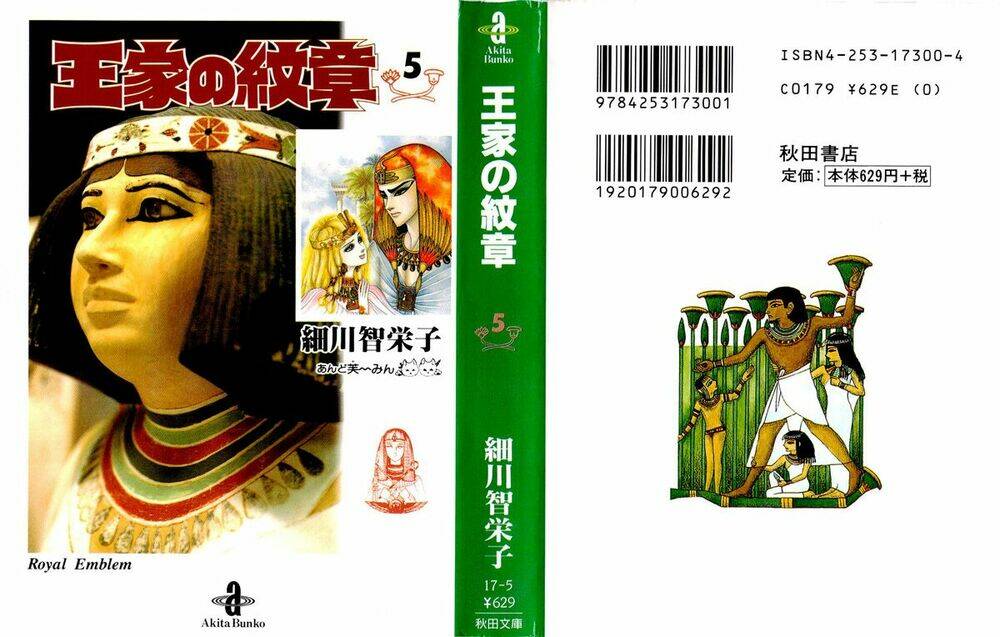 王家の紋章
5
細川智栄子
あんど芙〜みん
Royal Emblem
a
Akita Bunko
a
Akita
Bunko
王家の紋章
5
細川智栄子
17-5
¥629
秋田文庫
9784253173001
1920179006292
ISBN4-253-17300-4
C0179 ¥629E (0)
秋田書店
定価：本体629円+税